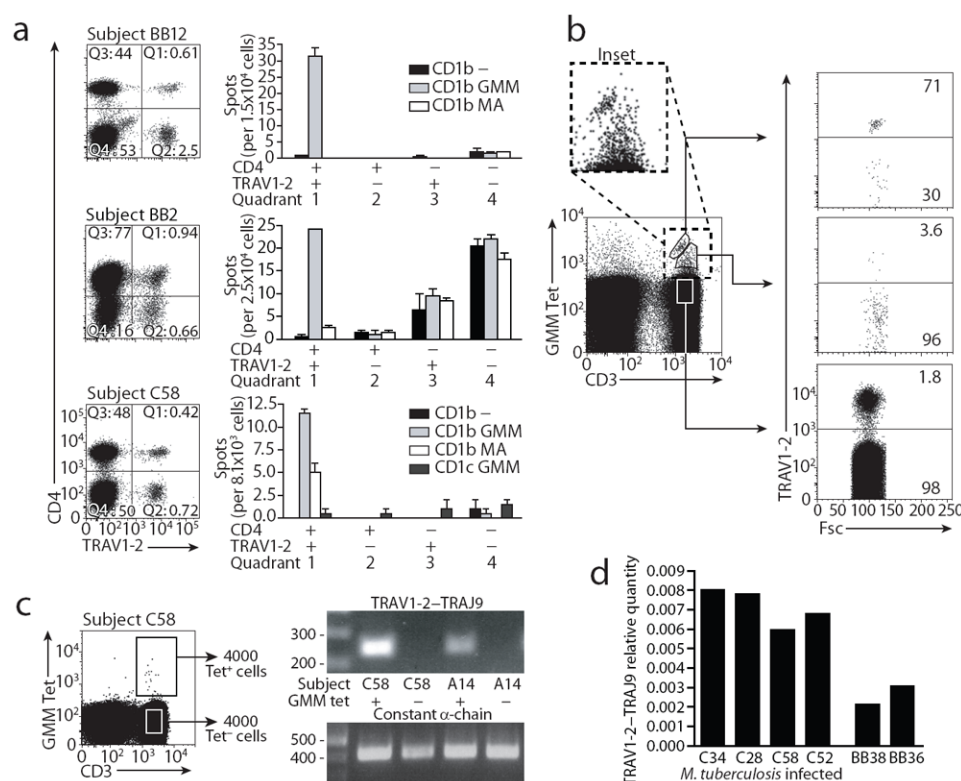 a
Subject BB12
Q3:44 Q1:0.61
Q4:53 Q2:2.5
Spots
(per 1.5x10⁴ cells)
35
30
25
20
15
10
5
0
CD1b –
CD1b GMM
CD1b MA
CD4 + + – –
TRAV1-2 + – + –
Quadrant 1 2 3 4
Subject BB2
Q3:77 Q1:0.94
Q4:16 Q2:0.66
Spots
(per 2.5x10⁴ cells)
25
20
15
10
5
0
CD4 + + – –
TRAV1-2 + – + –
Quadrant 1 2 3 4
Subject C58
Q3:48 Q1:0.42
Q4:50 Q2:0.72
10⁵
10⁴
10³
10²
0
0 10² 10³ 10⁴ 10⁵
CD4
TRAV1-2
Spots
(per 8.1x10³ cells)
12.5
10.0
7.5
5.0
2.5
0.0
CD1b –
CD1b GMM
CD1b MA
CD1c GMM
CD4 + + – –
TRAV1-2 + – + –
Quadrant 1 2 3 4
b
Inset
GMM Tet
10⁴
10³
10²
0
0 10² 10³ 10⁴
CD3
71
30
3.6
96
1.8
98
TRAV1-2
10⁴
10³
10²
0
0 50 100 150 200 250
Fsc
c
Subject C58
GMM Tet
10⁴
10³
10²
0
0 10² 10³ 10⁴
CD3
4000
Tet⁺ cells
4000
Tet⁻ cells
TRAV1-2–TRAJ9
300 -
200 -
Subject C58 C58 A14 A14
GMM tet + – + –
Constant α-chain
500 -
400 -
d
TRAV1-2–TRAJ9 relative quantity
0.009
0.008
0.007
0.006
0.005
0.004
0.003
0.002
0.001
0.000
C34 C28 C58 C52 BB38 BB36
M. tuberculosis infected